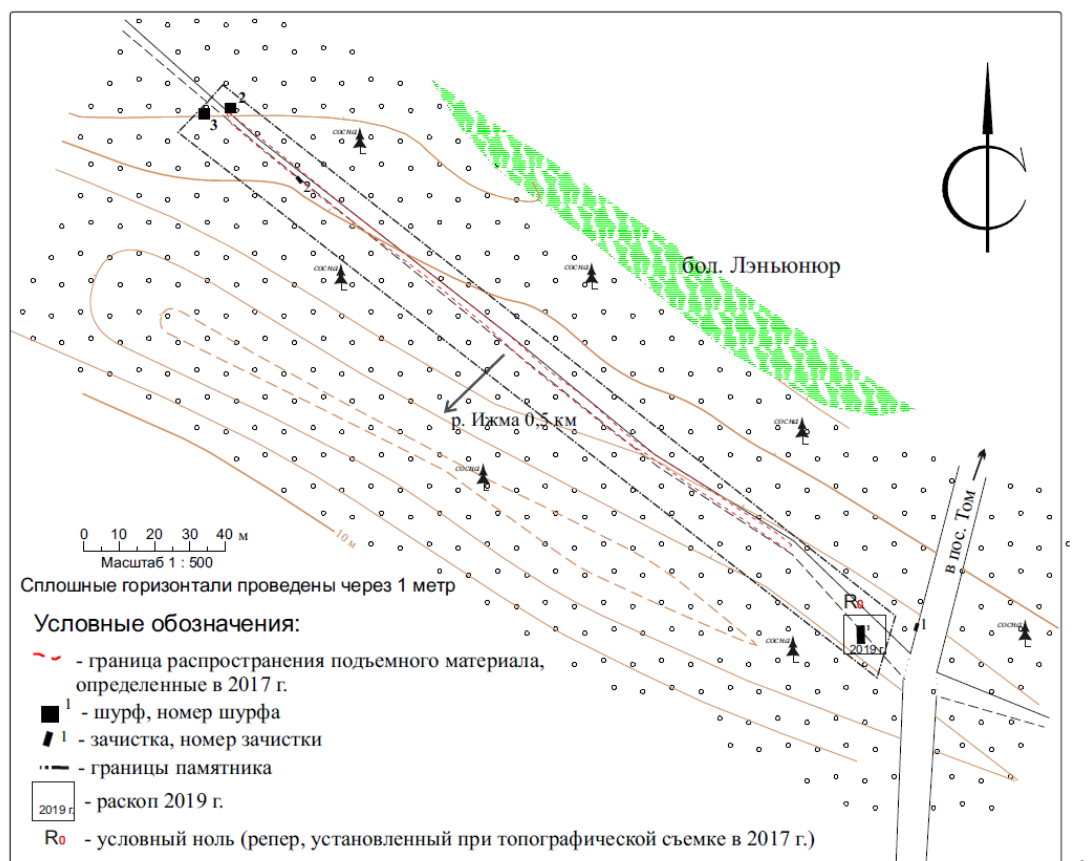 2
3
сосна
2
бол. Лэньюнюр
сосна
сосна
р. Ижма 0,5 км
сосна
сосна
в пос. Том
10 м
0 10 20 40 м
Масштаб 1 : 500
Сплошные горизонтали проведены через 1 метр
R0
1
1
2019 г.
сосна
сосна
Условные обозначения:
- граница распространения подъемного материала,
определенные в 2017 г.
1 - шурф, номер шурфа
1 - зачистка, номер зачистки
- границы памятника
2019 г. - раскоп 2019 г.
R0 - условный ноль (репер, установленный при топографической съемке в 2017 г.)